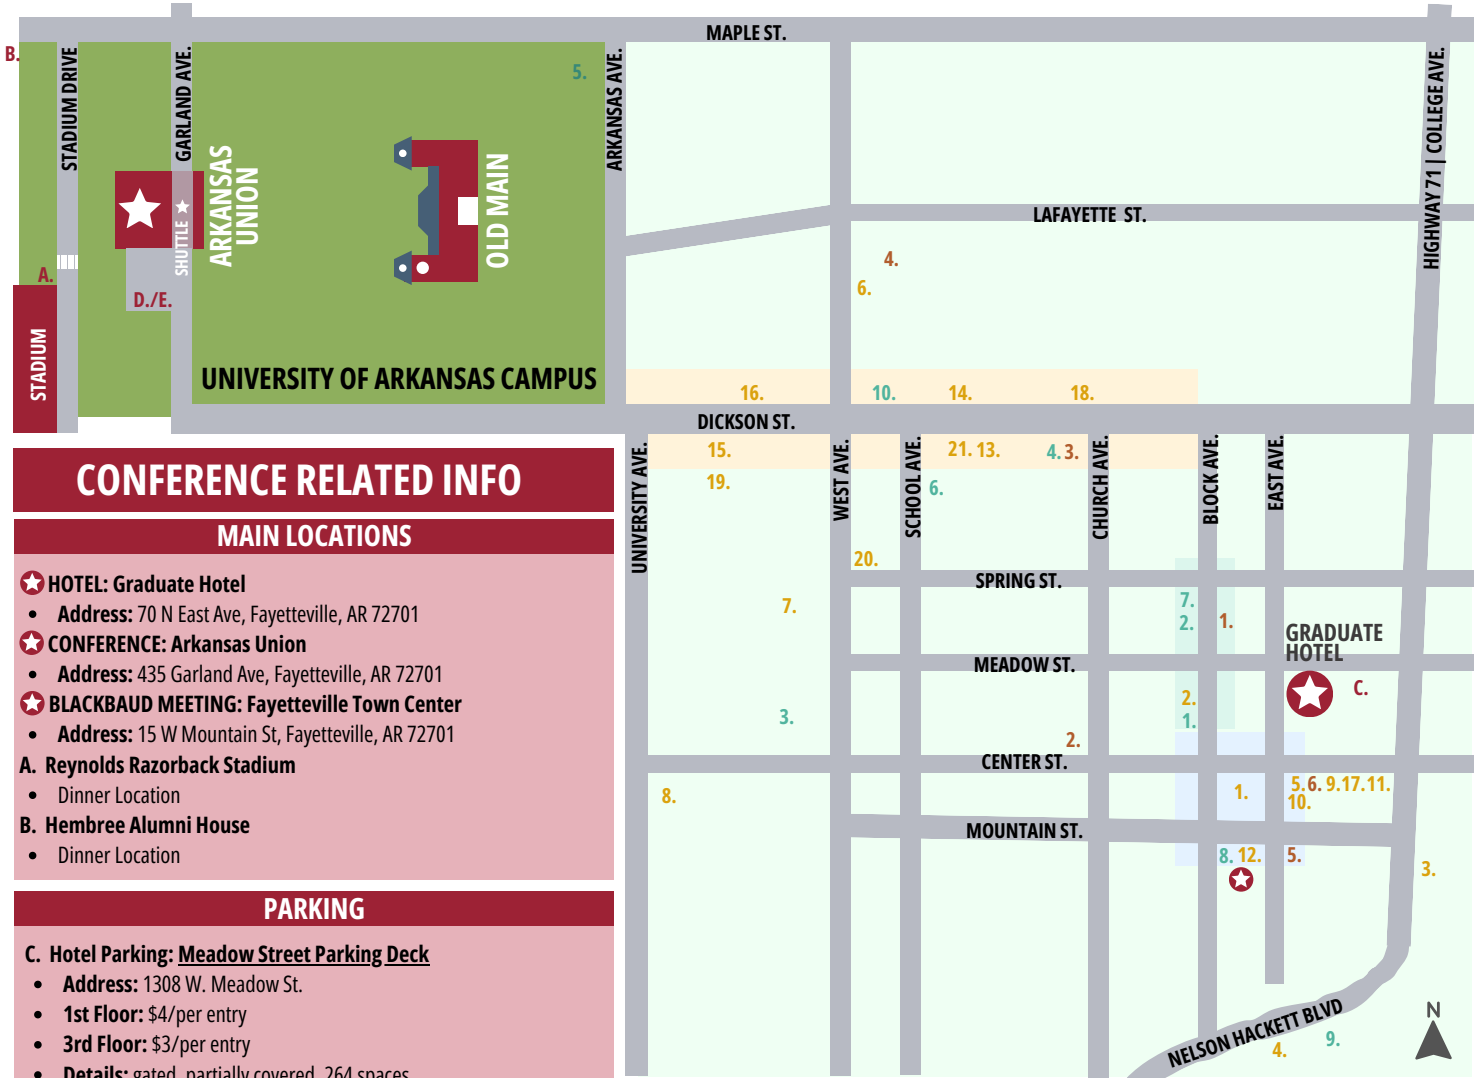 MAPLE ST.
B.
STADIUM DRIVE
GARLAND AVE.
5.
ARKANSAS AVE.
HIGHWAY 71 | COLLEGE AVE.
ARKANSAS
UNION
SHUTTLE
OLD MAIN
LAFAYETTE ST.
4.
6.
A.
D./E.
STADIUM
UNIVERSITY OF ARKANSAS CAMPUS
16.
10.
14.
18.
DICKSON ST.
15.
21. 13.
4. 3.
19.
6.
UNIVERSITY AVE.
WEST AVE.
SCHOOL AVE.
CHURCH AVE.
BLOCK AVE.
EAST AVE.
20.
SPRING ST.
7.
7.
2.
1.
GRADUATE
HOTEL
MEADOW ST.
C.
2.
3.
1.
2.
CENTER ST.
8.
1.
5. 6. 9. 17. 11.
10.
MOUNTAIN ST.
8. 12.
5.
3.
NELSON HACKETT BLVD
4.
9.
N
CONFERENCE RELATED INFO
MAIN LOCATIONS
HOTEL: Graduate Hotel
• Address: 70 N East Ave, Fayetteville, AR 72701
CONFERENCE: Arkansas Union
• Address: 435 Garland Ave, Fayetteville, AR 72701
BLACKBAUD MEETING: Fayetteville Town Center
• Address: 15 W Mountain St, Fayetteville, AR 72701
A. Reynolds Razorback Stadium
• Dinner Location
B. Hembree Alumni House
• Dinner Location
PARKING
C. Hotel Parking: Meadow Street Parking Deck
• Address: 1308 W. Meadow St.
• 1st Floor: $4/per entry
• 3rd Floor: $3/per entry
• Details: gated, partially covered, 264 spaces